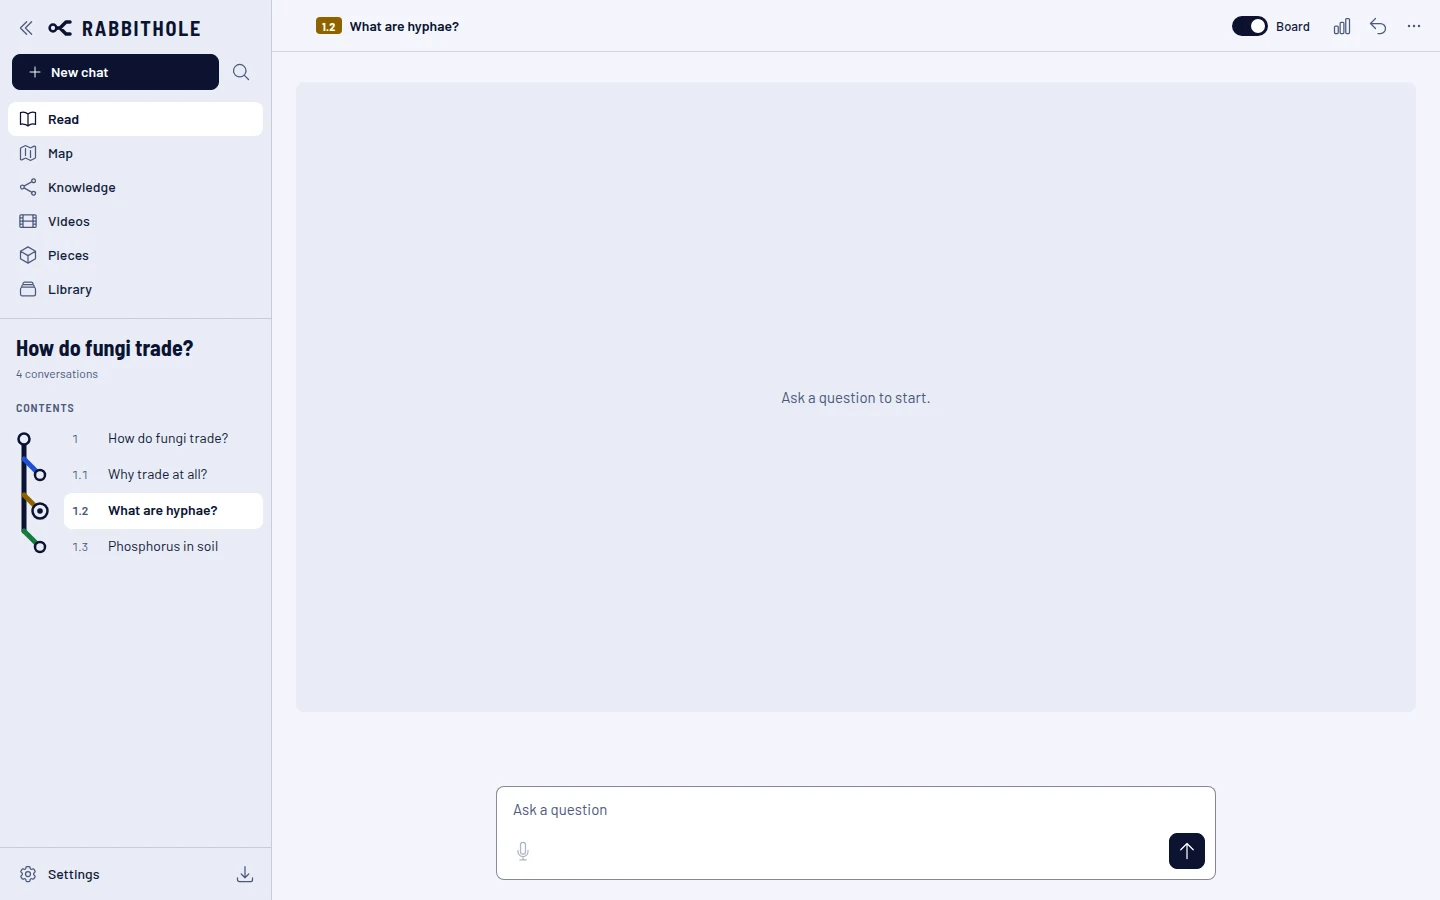 RABBITHOLE
New chat
Read
Map
Knowledge
Videos
Pieces
Library
How do fungi trade?
4 conversations
CONTENTS
1 How do fungi trade?
1.1 Why trade at all?
1.2 What are hyphae?
1.3 Phosphorus in soil
Settings
1.2 What are hyphae?
Board
Ask a question to start.
Ask a question